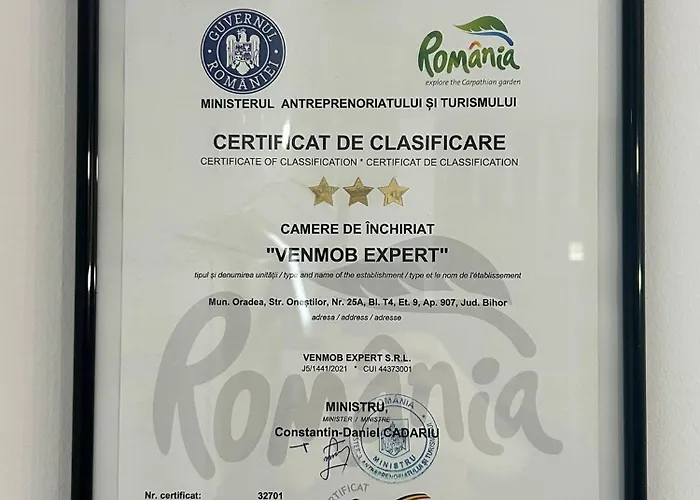 GUVERNUL ROMÂNIEI
România
explore the Carpathian garden
MINISTERUL ANTREPRENORIATULUI ȘI TURISMULUI
CERTIFICAT DE CLASIFICARE
CERTIFICATE OF CLASSIFICATION * CERTIFICAT DE CLASSIFICATION
CAMERE DE ÎNCHIRIAT
"VENMOB EXPERT"
tipul și denumirea unității / type and name of the establishment / type et le nom de l'établissement
Mun. Oradea, Str. Oneștilor, Nr. 25A, Bl. T4, Et. 9, Ap. 907, Jud. Bihor
adresa / address / adresse
România
VENMOB EXPERT S.R.L.
J5/1441/2021 * CUI 44373001
MINISTRU,
MINISTER / MINISTRE
Constantin-Daniel CADARIU
ROMANIA
MINISTRU
Nr. certificat: 32701